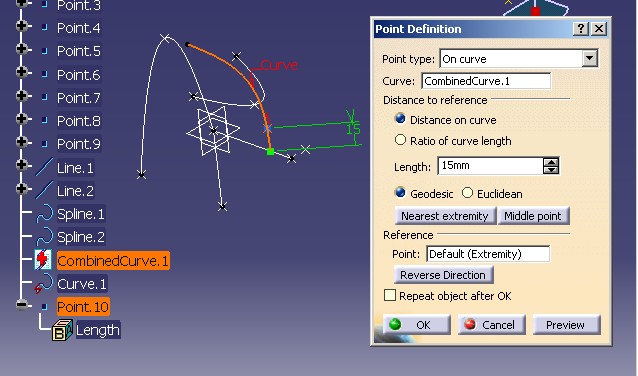 Point.3
Point.4
Point.5
Point.6
Point.7
Point.8
Point.9
Line.1
Line.2
Spline.1
Spline.2
CombinedCurve.1
Curve.1
Point.10
Length
Curve
15
Point Definition
? X
Point type: On curve
Curve: CombinedCurve.1
Distance to reference
Distance on curve
Ratio of curve length
Length: 15mm
Geodesic Euclidean
Nearest extremity Middle point
Reference
Point: Default (Extremity)
Reverse Direction
Repeat object after OK
OK Cancel Preview